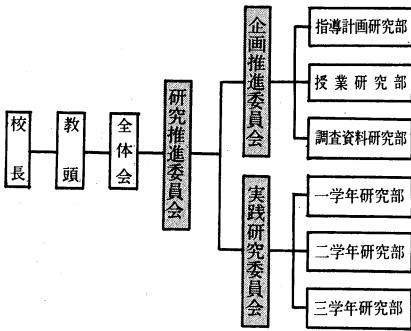 校長
教頭
全体会
研究推進委員会
企画推進委員会
指導計画研究部
授業研究部
調査資料研究部
実践研究委員会
一学年研究部
二学年研究部
三学年研究部